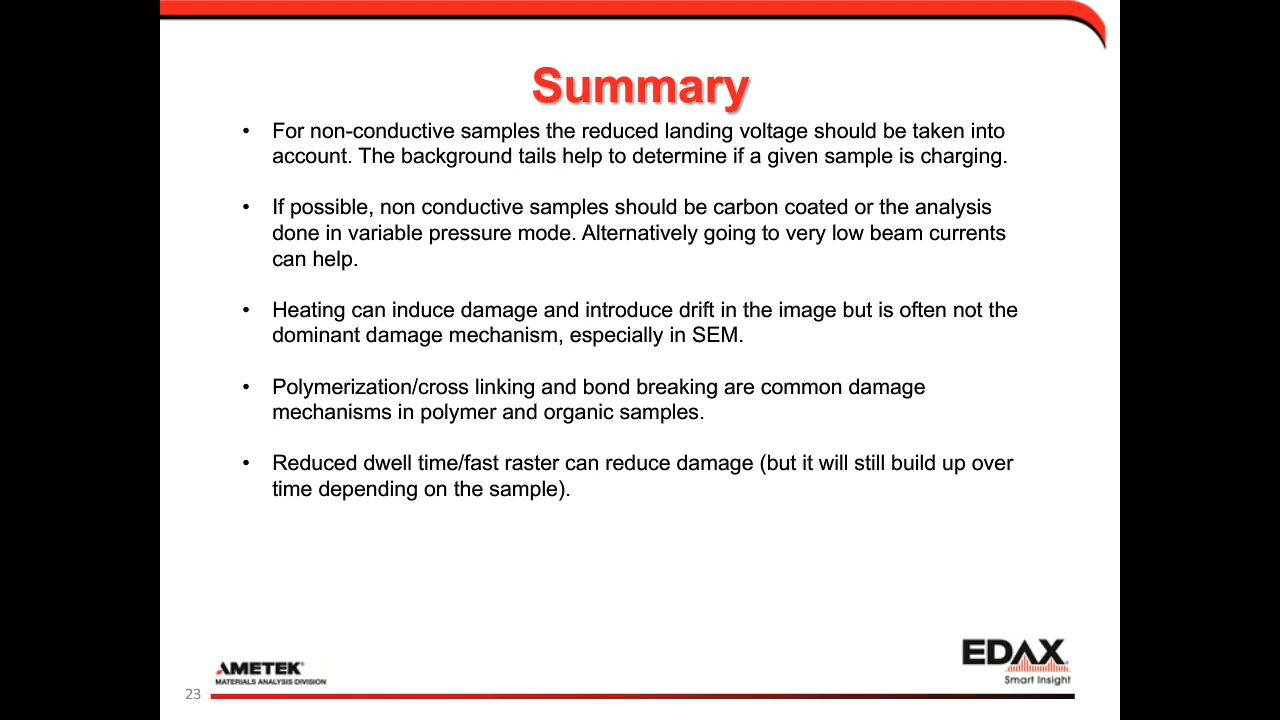 Summary
• For non-conductive samples the reduced landing voltage should be taken into
account. The background tails help to determine if a given sample is charging.
• If possible, non conductive samples should be carbon coated or the analysis
done in variable pressure mode. Alternatively going to very low beam currents
can help.
• Heating can induce damage and introduce drift in the image but is often not the
dominant damage mechanism, especially in SEM.
• Polymerization/cross linking and bond breaking are common damage
mechanisms in polymer and organic samples.
• Reduced dwell time/fast raster can reduce damage (but it will still build up over
time depending on the sample).
AMETEK®
MATERIALS ANALYSIS DIVISION
EDAX
Smart Insight
23